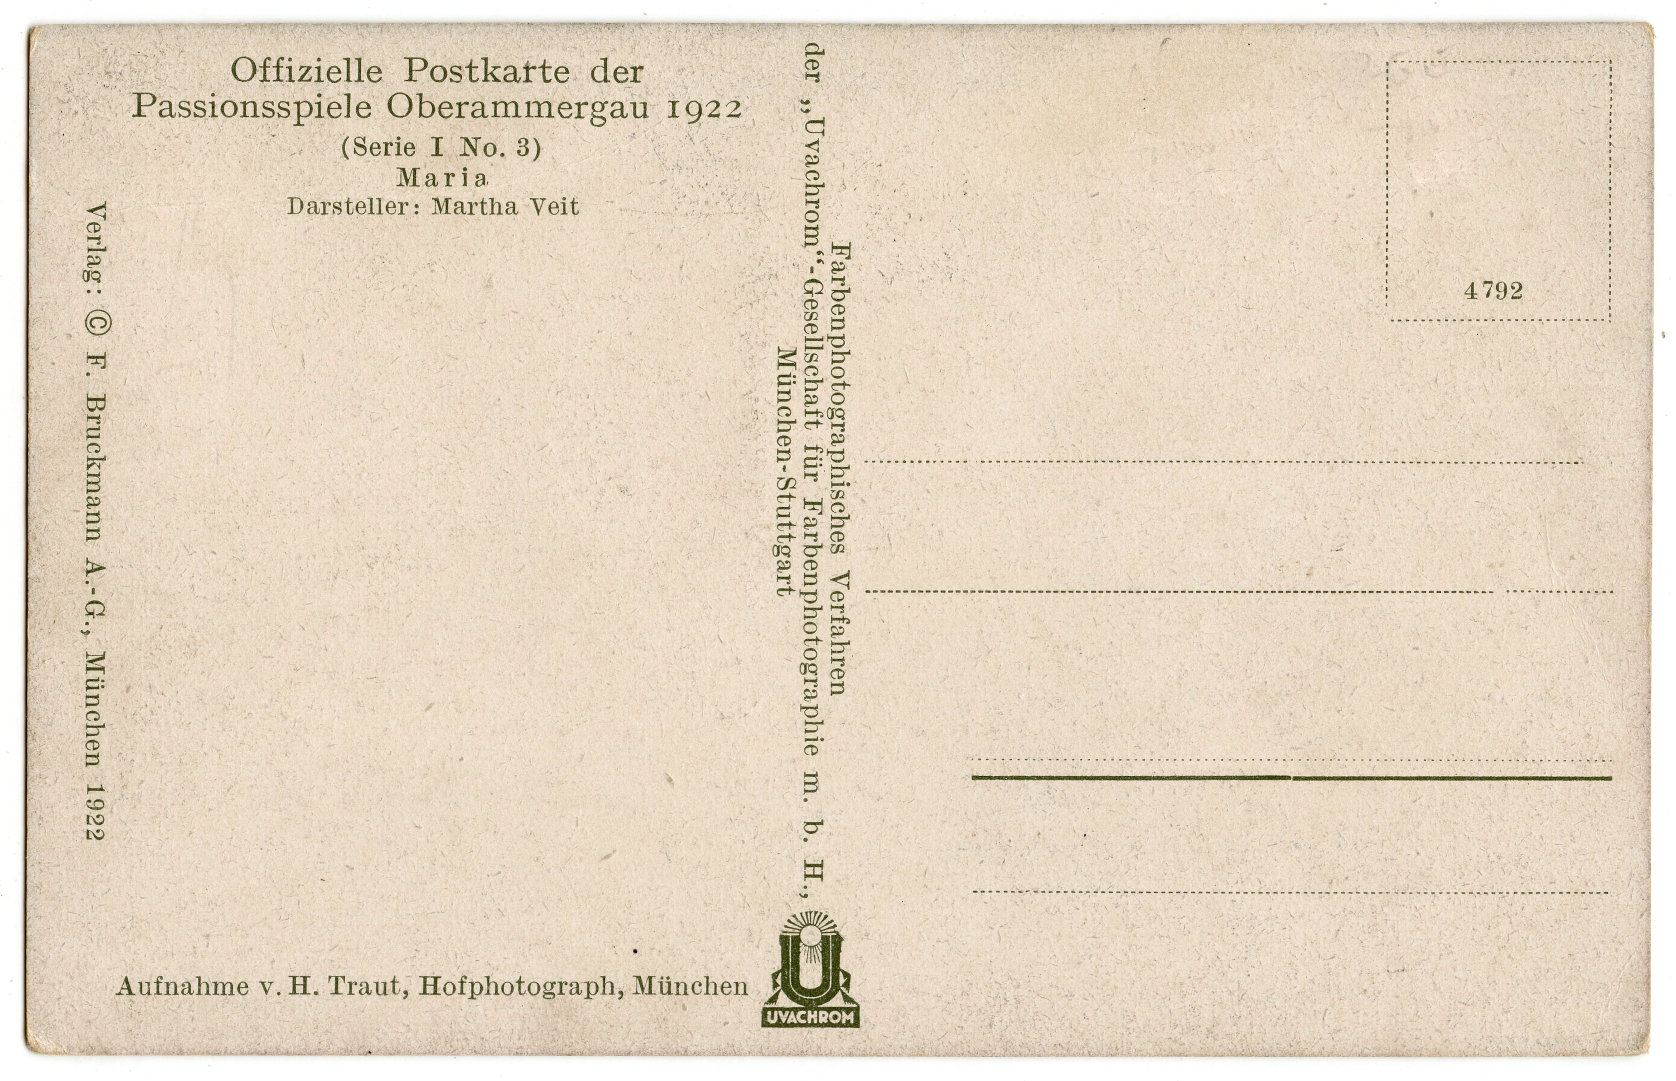 Offizielle Postkarte der
Passionsspiele Oberammergau 1922
(Serie I No. 3)
Maria
Darsteller: Martha Veit
Verlag: © F. Bruckmann A.-G., München 1922
Aufnahme v. H. Traut, Hofphotograph, München
Farbenphotographisches Verfahren
der „Uvachrom“-Gesellschaft für Farbenphotographie m. b. H.,
München-Stuttgart
UVACHROM
4792